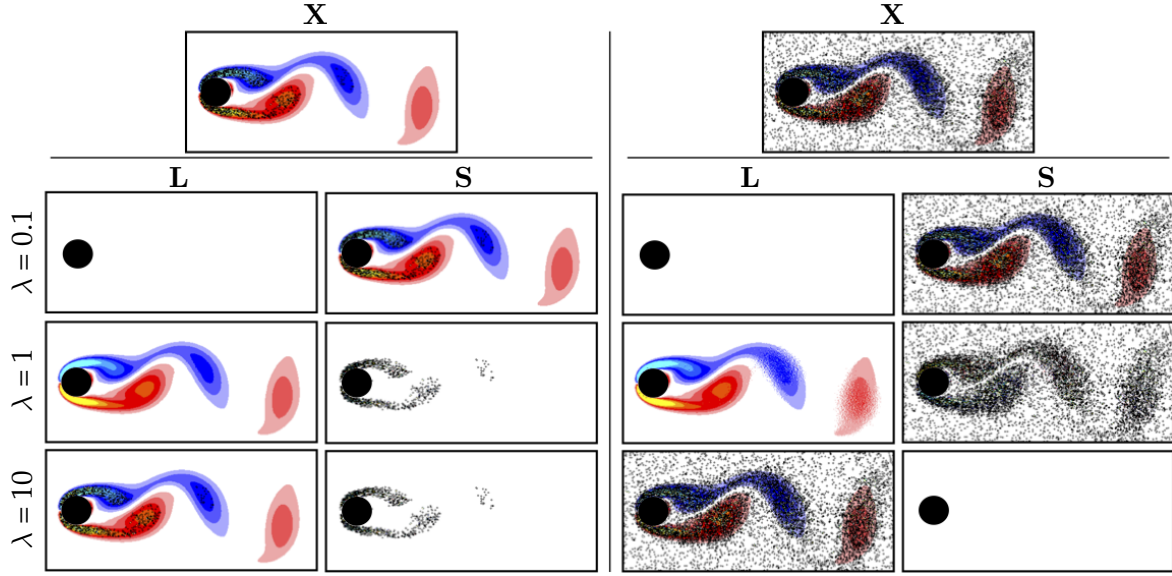 X X
L S L S
λ = 0.1
λ = 1
λ = 10